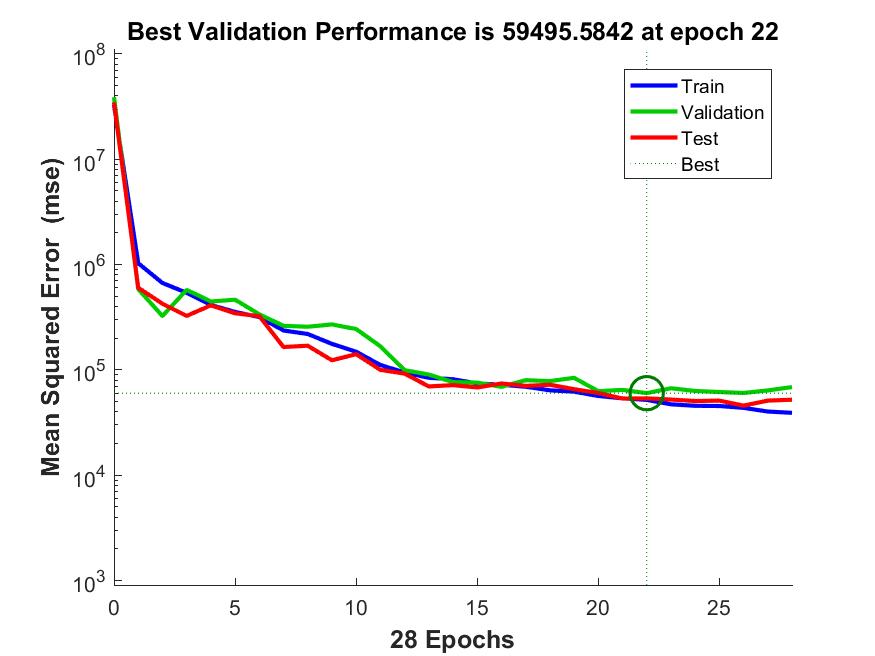 Best Validation Performance is 59495.5842 at epoch 22
Train
Validation
Test
Best
Mean Squared Error (mse)
10^8
10^7
10^6
10^5
10^4
10^3
0 5 10 15 20 25
28 Epochs